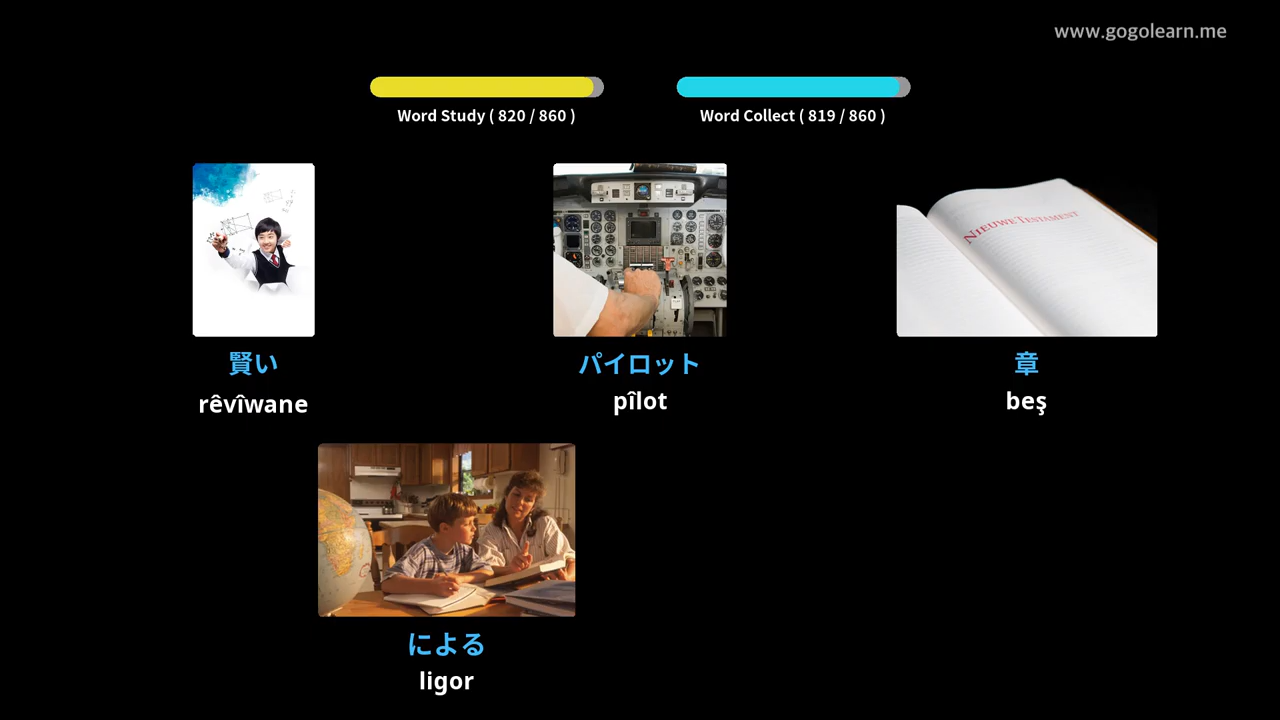 www.gogolearn.me
Word Study ( 820 / 860 )
Word Collect ( 819 / 860 )
NIEUWE TESTAMENT
賢い
rêvîwane
パイロット
pîlot
章
beş
による
ligor